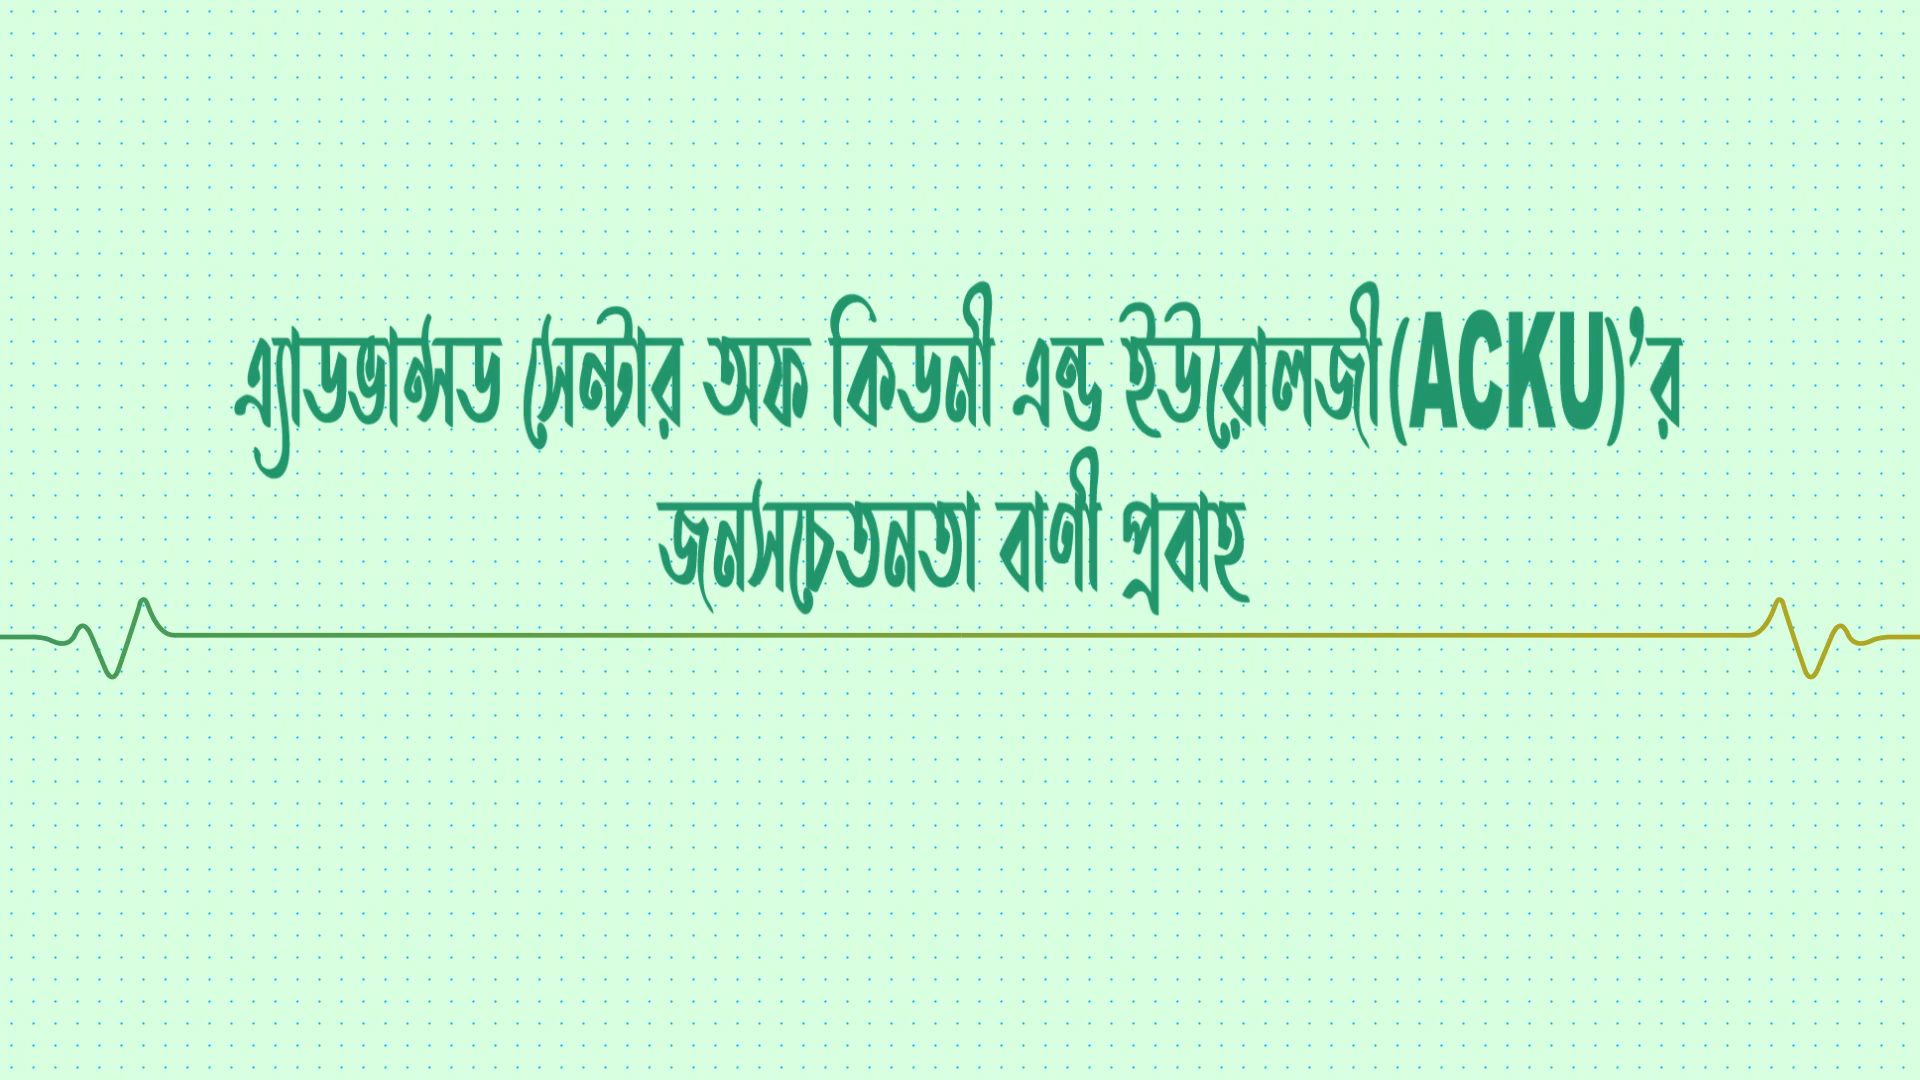 এ্যাডভান্সড সেন্টার অফ কিডনী এন্ড ইউরোলজী(ACKU)’র
জনসচেতনতা বাণী প্রবাহ